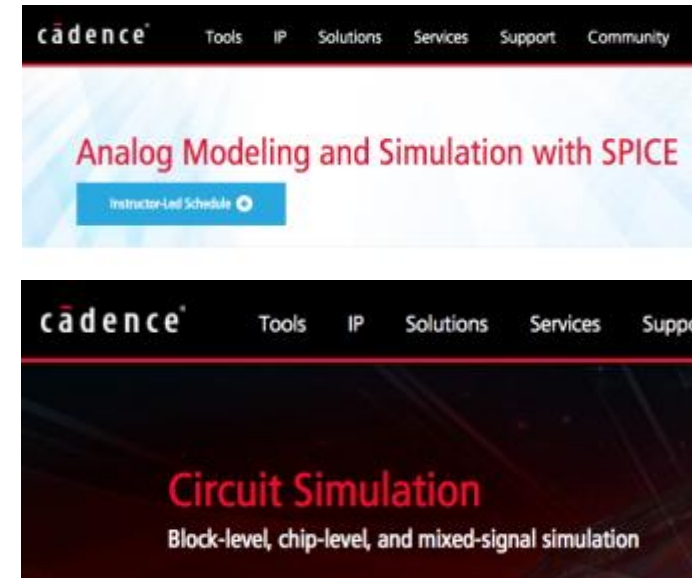 cādence®
Tools IP Solutions Services Support Community
Analog Modeling and Simulation with SPICE
Instructor-Led Schedule
cādence®
Tools IP Solutions Services Suppo
Circuit Simulation
Block-level, chip-level, and mixed-signal simulation